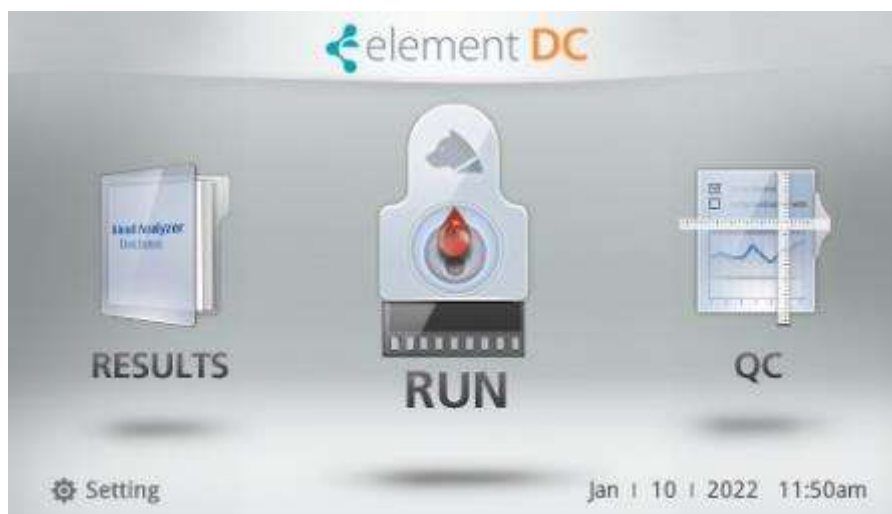 element DC
RESULTS
RUN
QC
Setting
Jan | 10 | 2022 11:50am